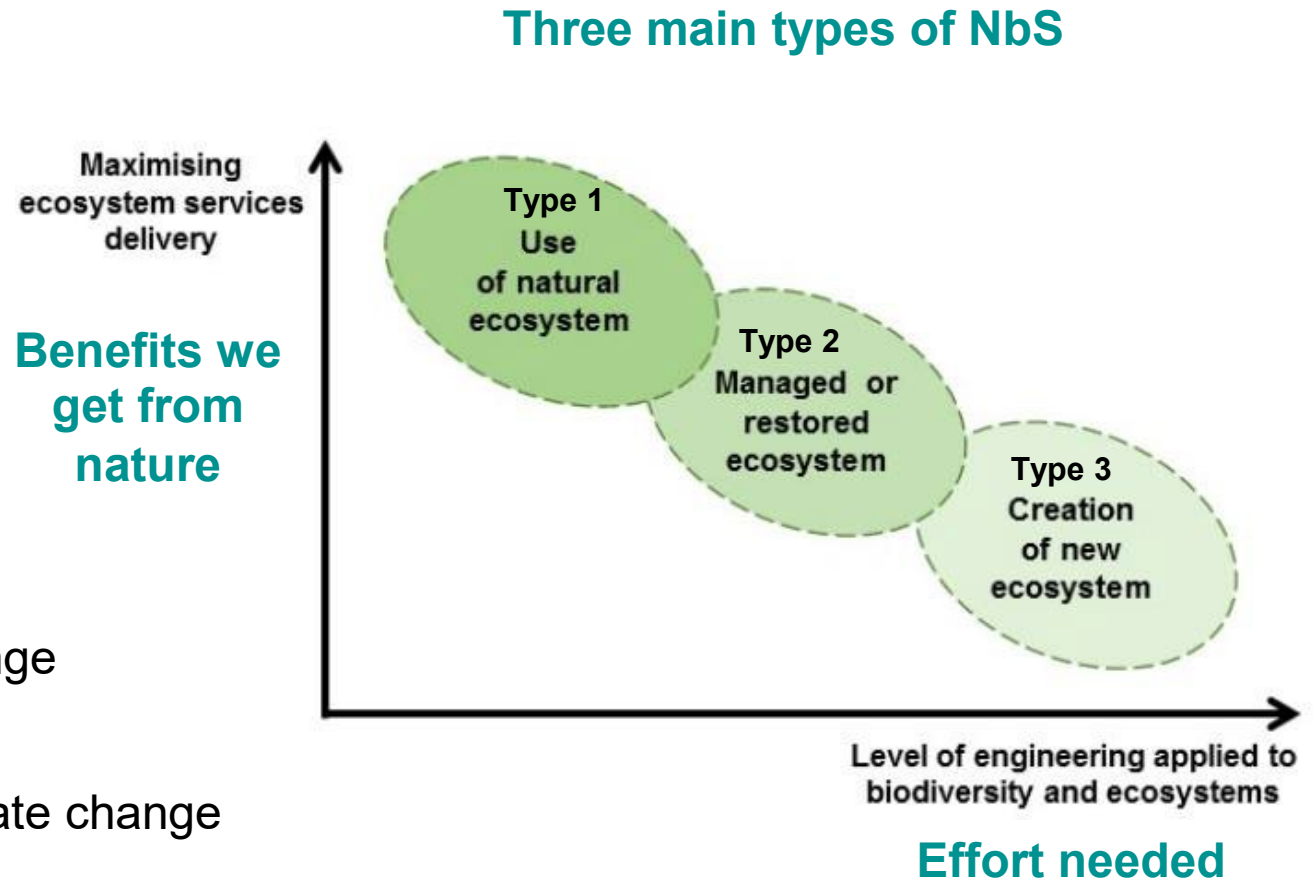 Three main types of NbS
Maximising
ecosystem services
delivery
Benefits we
get from
nature
Type 1
Use
of natural
ecosystem
Type 2
Managed or
restored
ecosystem
Type 3
Creation
of new
ecosystem
Level of engineering applied to
biodiversity and ecosystems
Effort needed
change